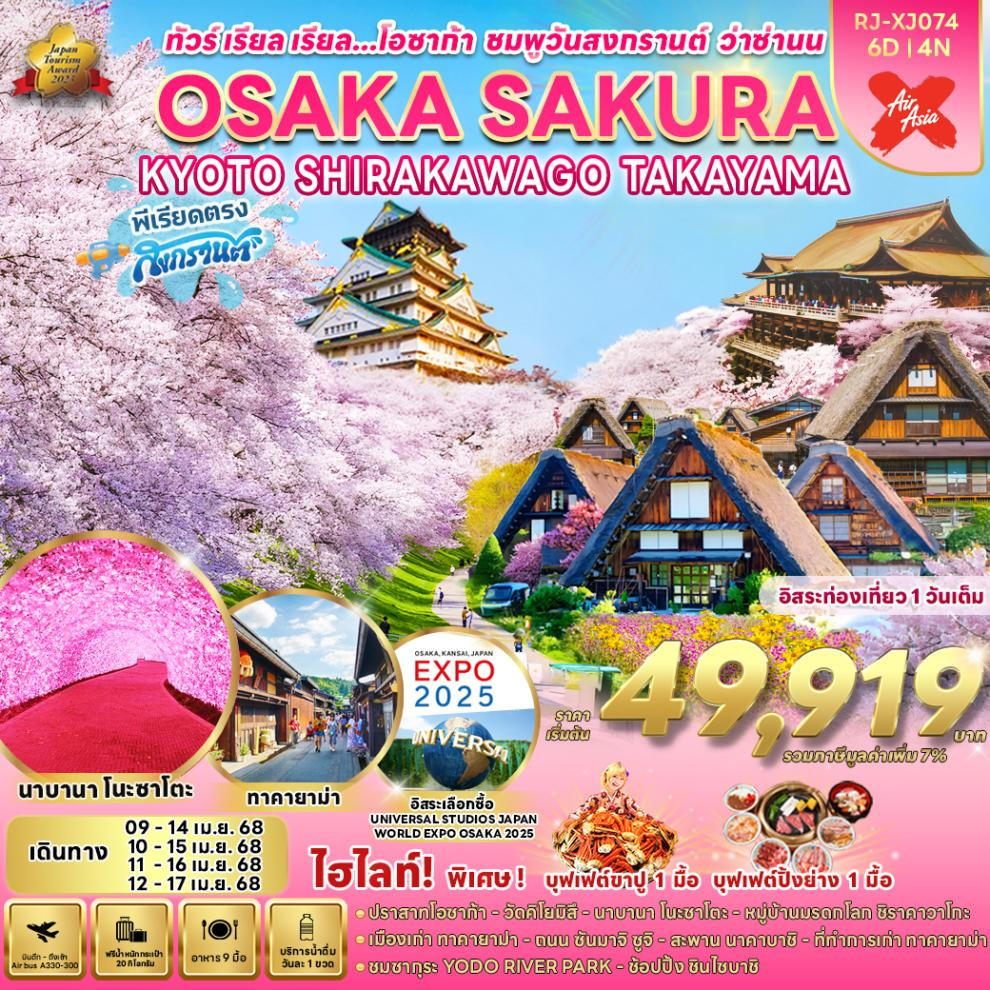 Japan
Tourism
Award
2023
ทัวร์ เรียล เรียล...โอซาก้า ชมพูวันสงกรานต์ ว่าซ่านน
RJ-XJ074
6D | 4N
Air
Asia
OSAKA SAKURA
KYOTO SHIRAKAWAGO TAKAYAMA
พีเรียดตรง
สงกรานต์
อิสระท่องเที่ยว 1 วันเต็ม
OSAKA, KANSAI, JAPAN
EXPO
2025
UNIVERSA
ราคา
เริ่มต้น
49,919
บาท
รวมภาษีมูลค่าเพิ่ม 7%
นาบานา โนะซาโตะ
ทาคายาม่า
อิสระเลือกซื้อ
UNIVERSAL STUDIOS JAPAN
WORLD EXPO OSAKA 2025
เดินทาง
09 - 14 เม.ย. 68
10 - 15 เม.ย. 68
11 - 16 เม.ย. 68
12 - 17 เม.ย. 68
ไฮไลท์! พิเศษ! บุฟเฟ่ต์ขาปู 1 มื้อ บุฟเฟ่ต์ปิ้งย่าง 1 มื้อ
• ปราสาทโอซาก้า - วัดคิโยมิสึ - นาบานา โนะซาโตะ - หมู่บ้านมรดกโลก ชิราคาวาโกะ
• เมืองเก่า ทาคายาม่า - ถนน ซันมาจิ ซูจิ - สะพาน นาคาบาชิ - ที่ทำการเก่า ทาคายาม่า
• ชมซากุระ YODO RIVER PARK - ช้อปปิ้ง ชินไซบาชิ
บินดึก - ถึงเช้า
Air bus A330-300
ฟรีน้ำหนักกระเป๋า
20 กิโลกรัม
อาหาร 9 มื้อ
บริการน้ำดื่ม
วันละ 1 ขวด